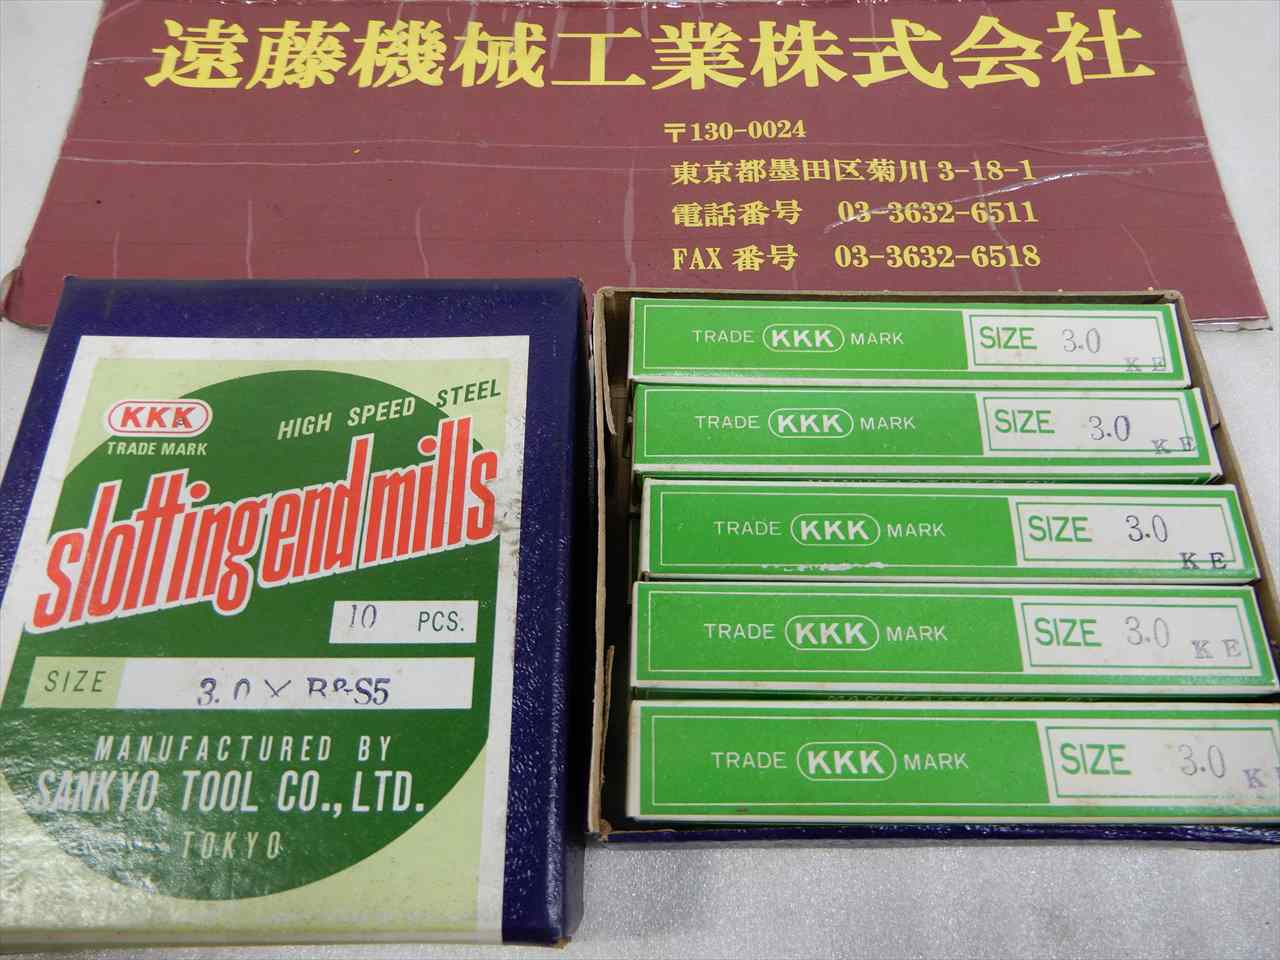 遠藤機械工業株式会社
〒130-0024
東京都墨田区菊川 3-18-1
電話番号 03-3632-6511
FAX 番号 03-3632-6518
KKK
TRADE MARK
HIGH SPEED STEEL
slotting end mills
10 PCS.
SIZE 3.0 ×
MANUFACTURED BY
SANKYO TOOL CO., LTD.
TOKYO
TRADE KKK MARK SIZE 3.0
K E
TRADE KKK MARK SIZE 3.0
K E
MANUFACTURED BY
TRADE KKK MARK SIZE 3.0
K E
TRADE KKK MARK SIZE 3.0
K E
TRADE KKK MARK SIZE 3.0
K